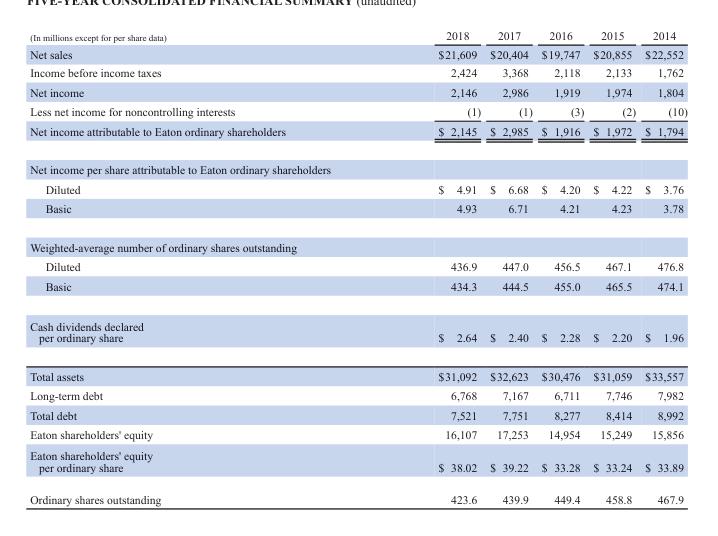 FIVE-YEAR CONSOLIDATED FINANCIAL SUMMARY (unaudited)
(In millions except for per share data) 2018 2017 2016 2015 2014
Net sales $21,609 $20,404 $19,747 $20,855 $22,552
Income before income taxes 2,424 3,368 2,118 2,133 1,762
Net income 2,146 2,986 1,919 1,974 1,804
Less net income for noncontrolling interests (1) (1) (3) (2) (10)
Net income attributable to Eaton ordinary shareholders $ 2,145 $ 2,985 $ 1,916 $ 1,972 $ 1,794
Net income per share attributable to Eaton ordinary shareholders
Diluted $ 4.91 $ 6.68 $ 4.20 $ 4.22 $ 3.76
Basic 4.93 6.71 4.21 4.23 3.78
Weighted-average number of ordinary shares outstanding
Diluted 436.9 447.0 456.5 467.1 476.8
Basic 434.3 444.5 455.0 465.5 474.1
Cash dividends declared
per ordinary share $ 2.64 $ 2.40 $ 2.28 $ 2.20 $ 1.96
Total assets $31,092 $32,623 $30,476 $31,059 $33,557
Long-term debt 6,768 7,167 6,711 7,746 7,982
Total debt 7,521 7,751 8,277 8,414 8,992
Eaton shareholders' equity 16,107 17,253 14,954 15,249 15,856
Eaton shareholders' equity
per ordinary share $ 38.02 $ 39.22 $ 33.28 $ 33.24 $ 33.89
Ordinary shares outstanding 423.6 439.9 449.4 458.8 467.9